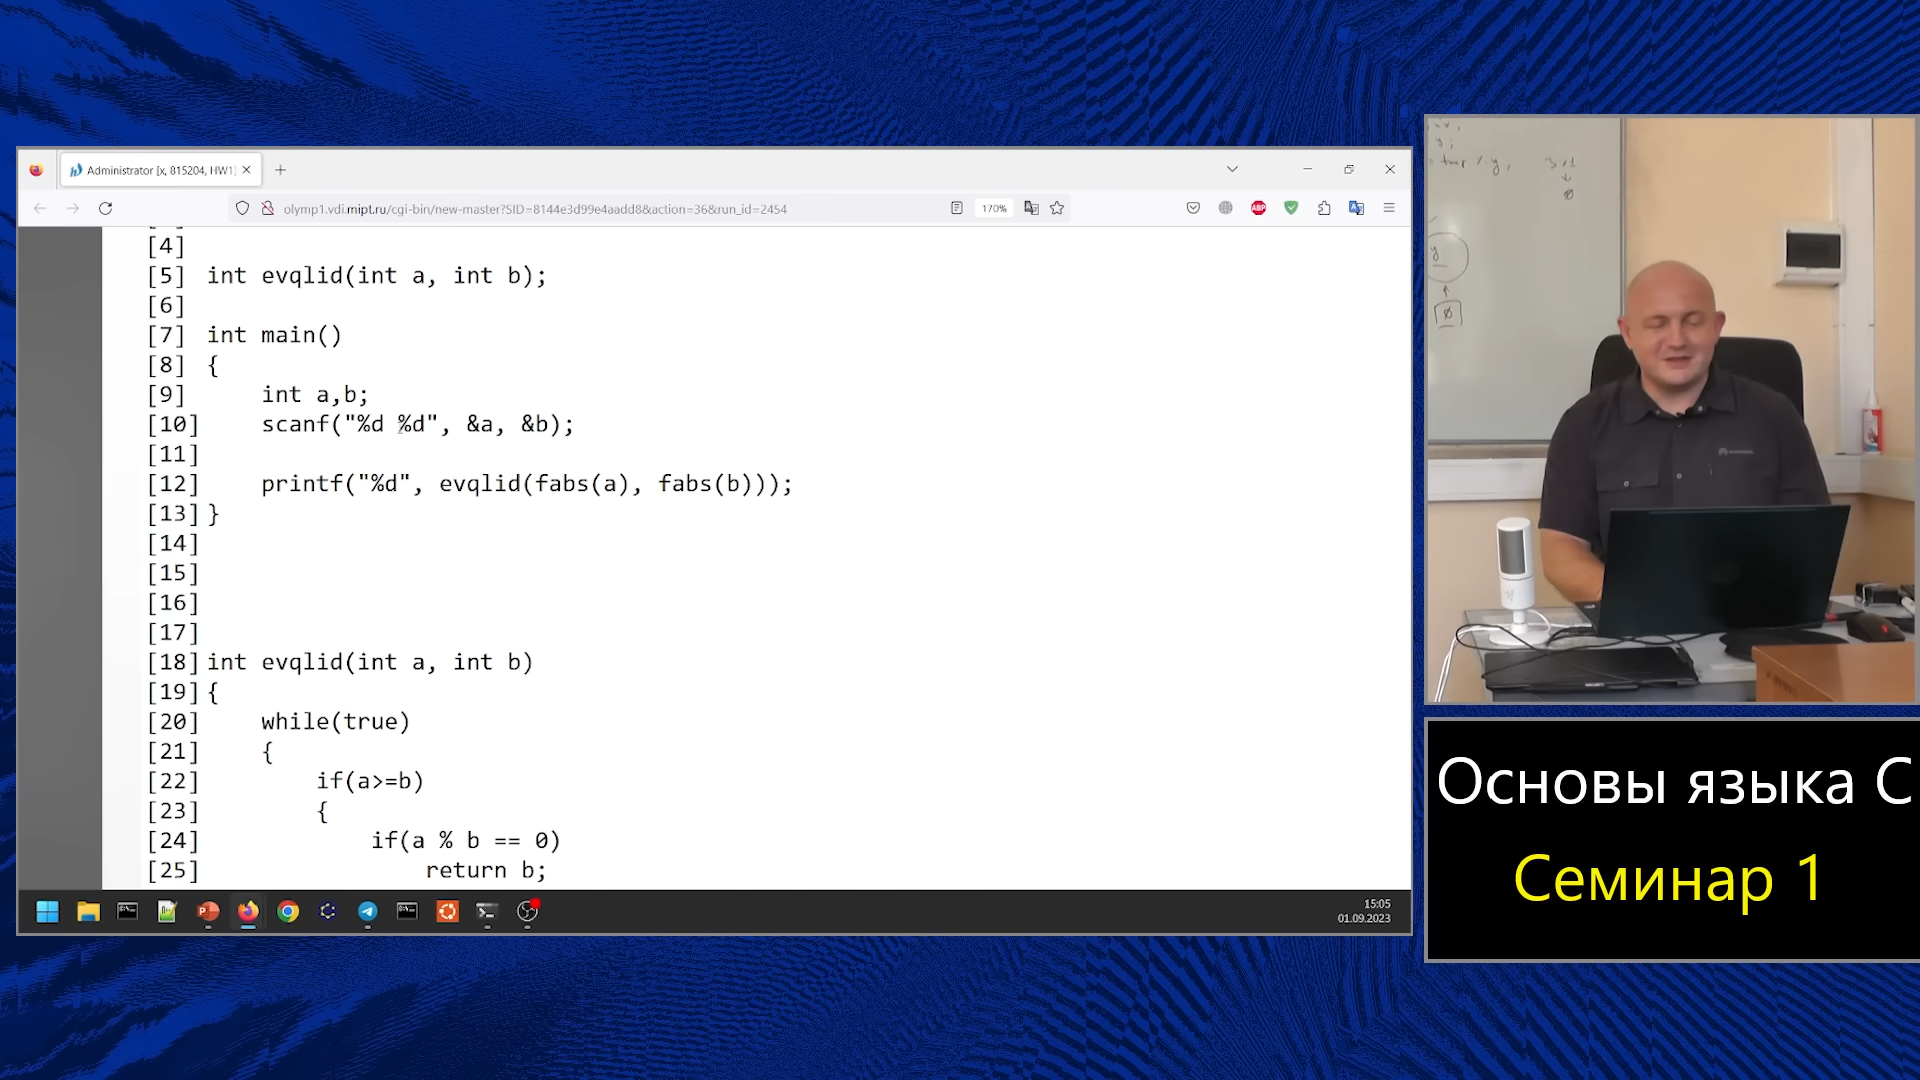 Administrator [x, 815204, HW1]
olymp1.vdi.mipt.ru/cgi-bin/new-master?SID=8144e3d99e4aadd8&action=36&run_id=2454
170%
ABP
[4]
[5] int evqlid(int a, int b);
[6]
[7] int main()
[8] {
[9] int a,b;
[10] scanf("%d %d", &a, &b);
[11]
[12] printf("%d", evqlid(fabs(a), fabs(b)));
[13] }
[14]
[15]
[16]
[17]
[18] int evqlid(int a, int b)
[19] {
[20] while(true)
[21] {
[22] if(a>=b)
[23] {
[24] if(a % b == 0)
[25] return b;
15:05
01.09.2023
y;
y
Основы языка C
Семинар 1